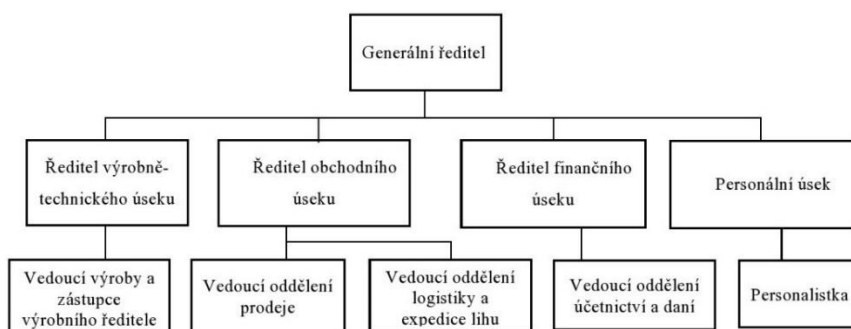 Generální ředitel
Ředitel výrobně-
technického úseku
Ředitel obchodního
úseku
Ředitel finančního
úseku
Personální úsek
Vedoucí výroby a
zástupce
výrobního ředitele
Vedoucí oddělení
prodeje
Vedoucí oddělení
logistiky a
expedice lihu
Vedoucí oddělení
účetnictví a daní
Personalistka